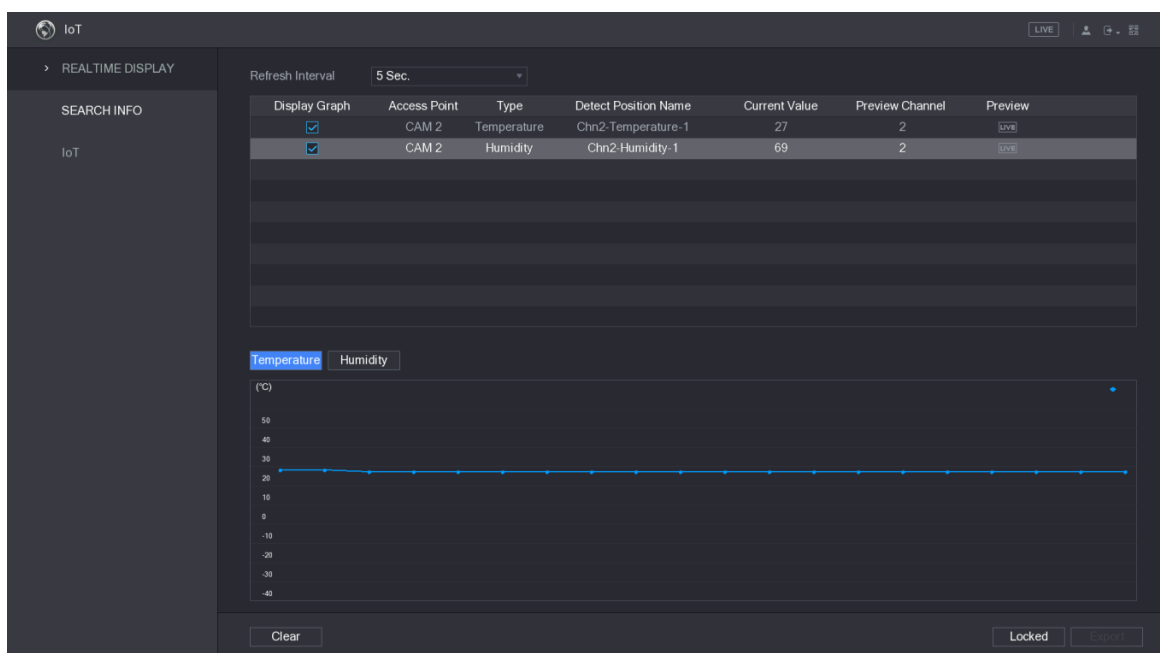 IoT LIVE
REALTIME DISPLAY
SEARCH INFO
IoT
Refresh Interval 5 Sec.
Display Graph Access Point Type Detect Position Name Current Value Preview Channel Preview
CAM 2 Temperature Chn2-Temperature-1 27 2 LIVE
CAM 2 Humidity Chn2-Humidity-1 69 2 LIVE
Temperature Humidity
(°C)
50
40
30
20
10
0
-10
-20
-30
-40
Clear Locked Export